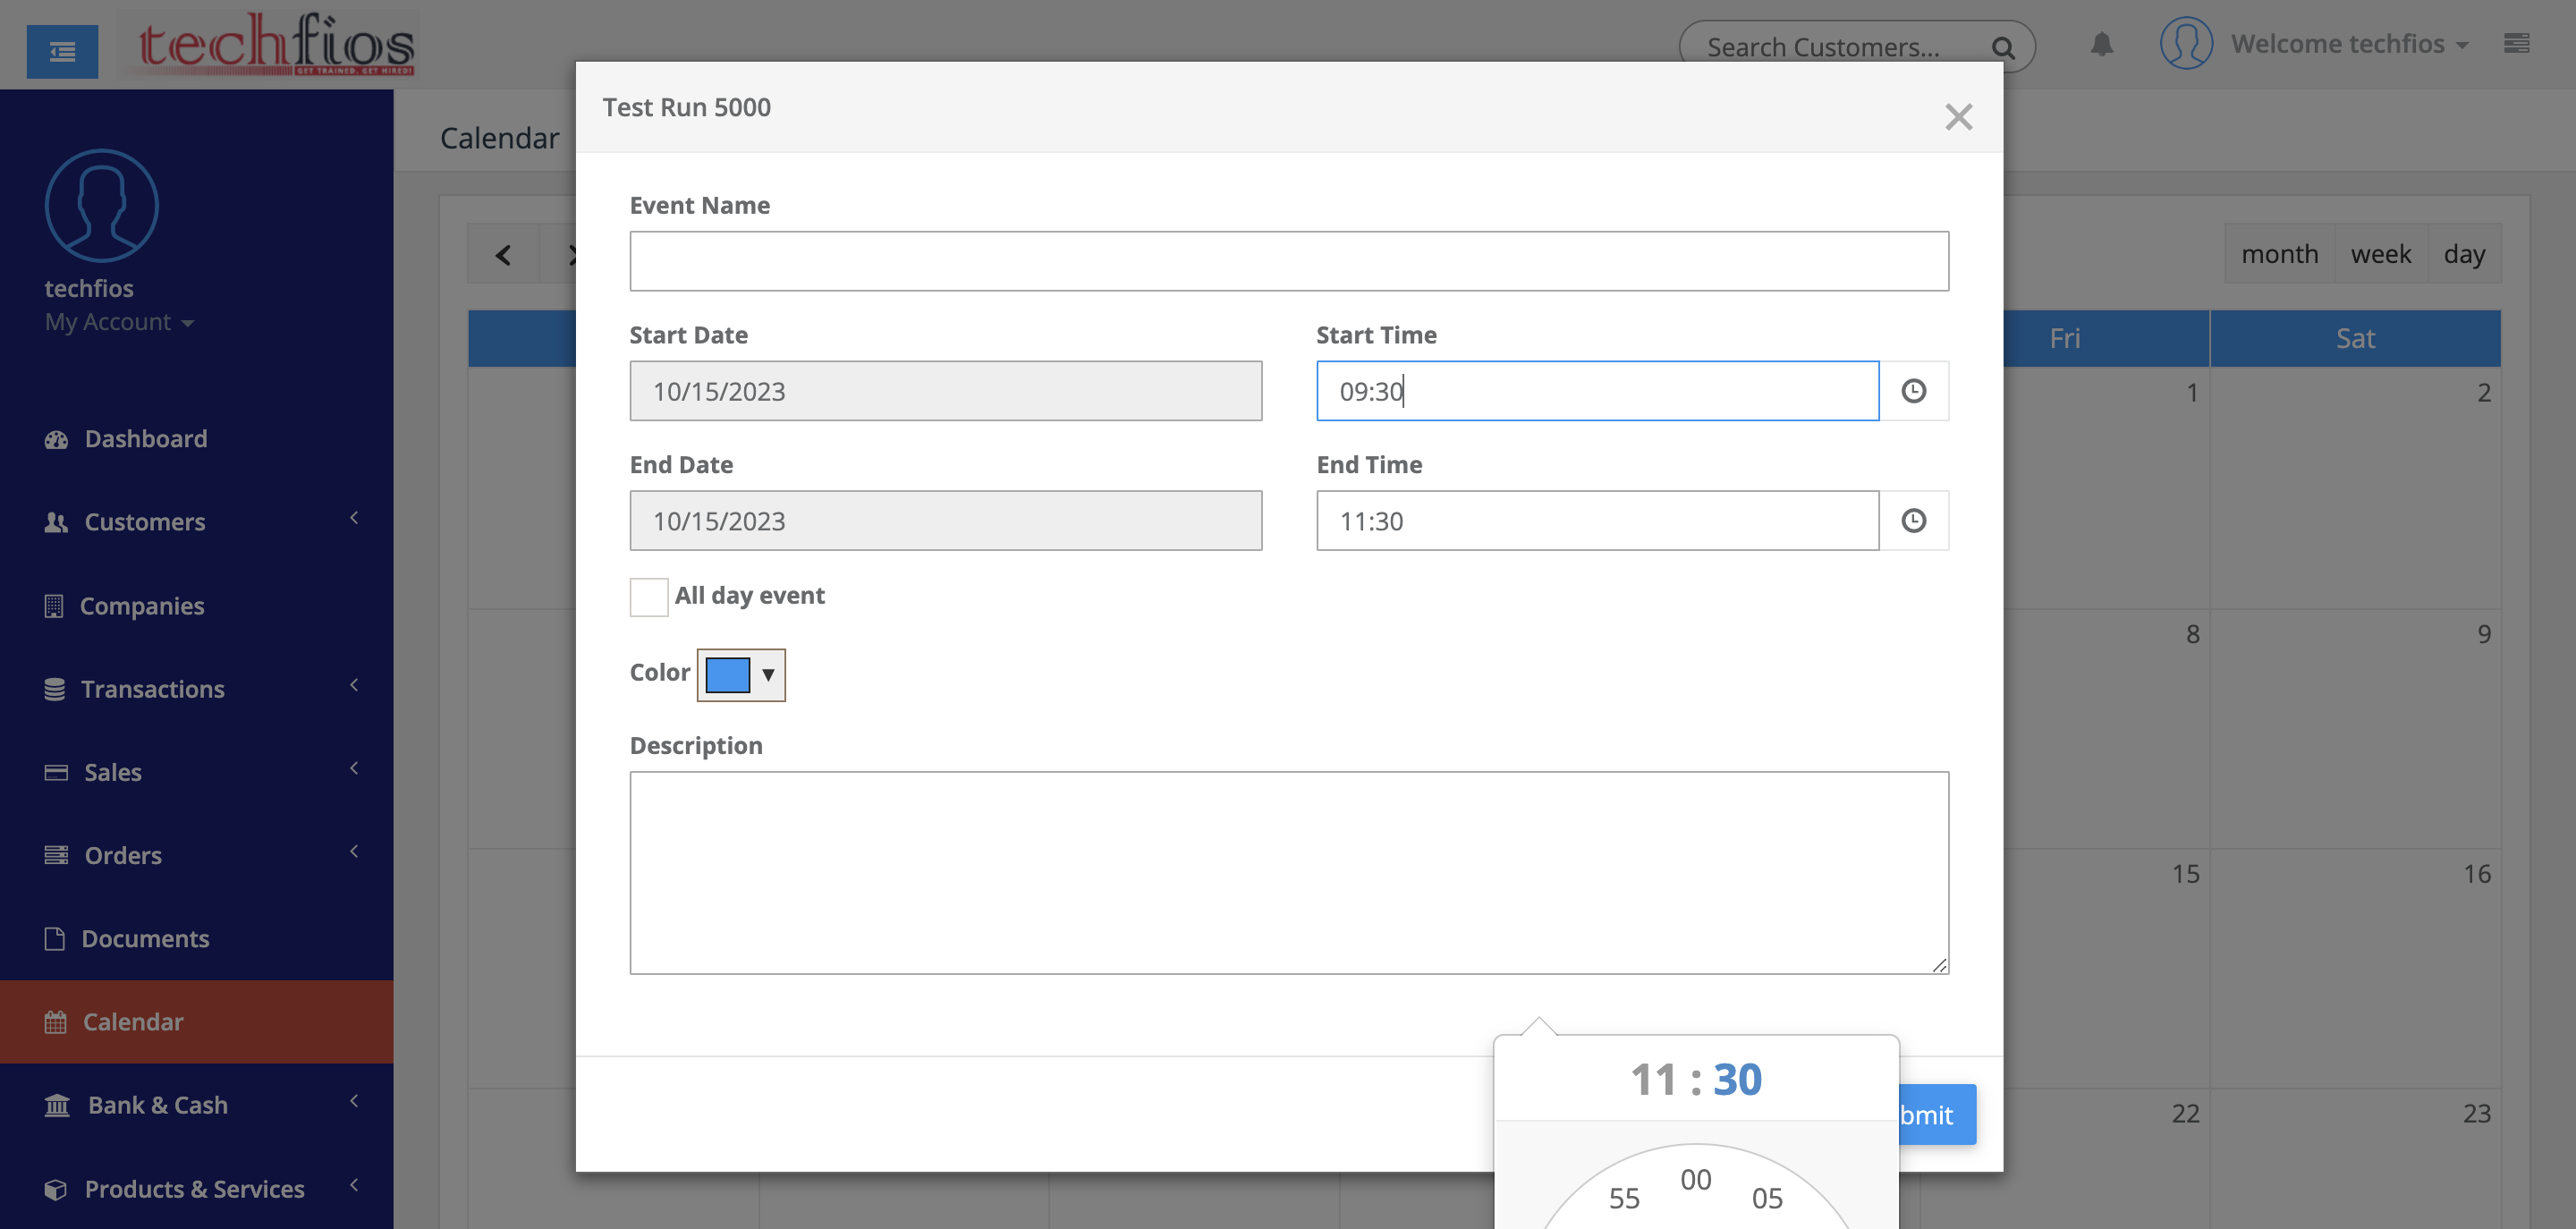 techfios
GET TRAINED. GET HIRED!
Search Customers...
Welcome techfios
Test Run 5000
Calendar
techfios
My Account
Dashboard
Customers
Companies
Transactions
Sales
Orders
Documents
Calendar
Bank & Cash
Products & Services
Event Name
Start Date
Start Time
10/15/2023
09:30
End Date
End Time
10/15/2023
11:30
All day event
Color
Description
11 : 30
bmit
55
00
05
month
week
day
Fri
Sat
1
2
8
9
15
16
22
23